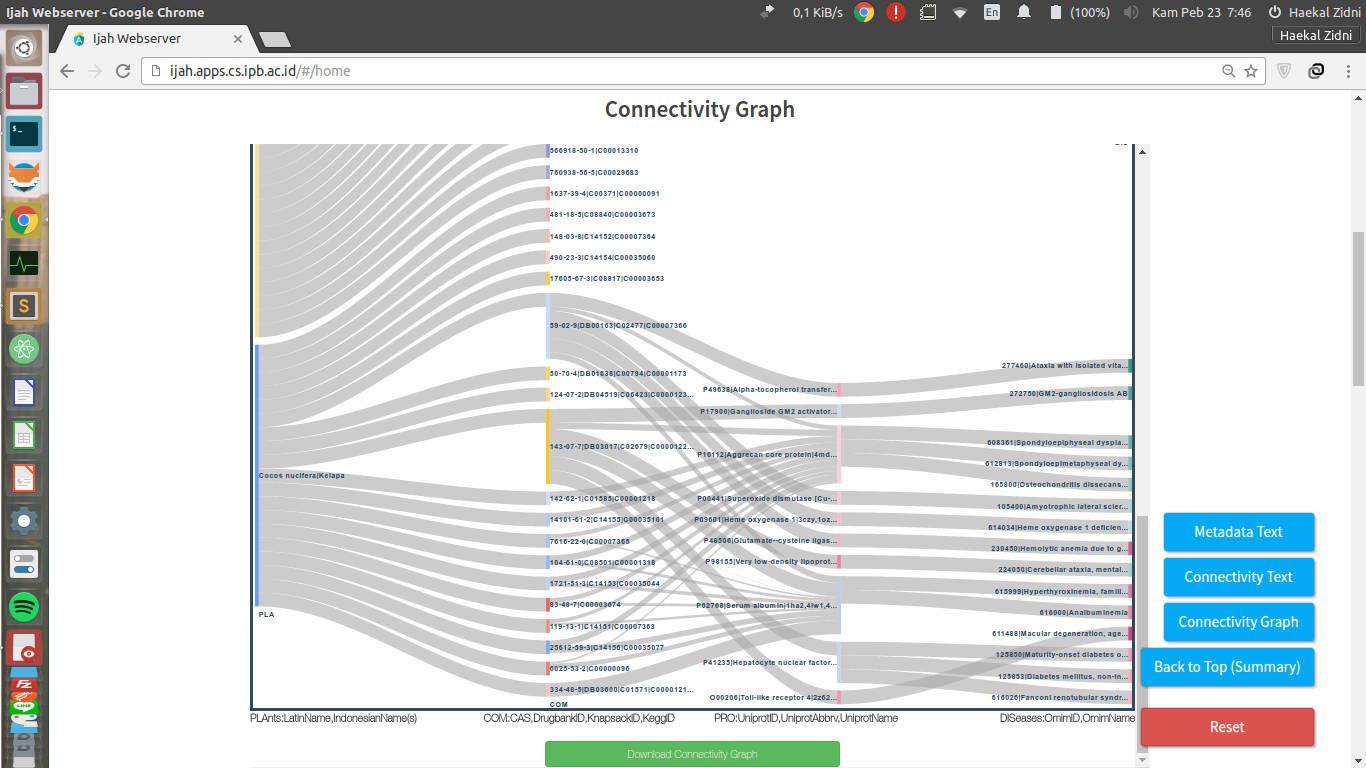 Ijah Webserver - Google Chrome
0,1 KiB/s
En
(100%)
Kam Peb 23 7:46
Haekal Zidni
Ijah Webserver
Haekal Zidni
ijah.apps.cs.ipb.ac.id/#/home
Connectivity Graph
566918-50-1|C00013310
760938-56-5|C00029683
1637-39-4|C00371|C00000091
481-18-5|C08840|C00003673
148-03-8|C14152|C00007364
490-23-3|C14154|C00035060
17605-67-3|C08817|C00003653
59-02-9|DB00163|C02477|C00007366
50-70-4|DB01638|C00794|C00001173
124-07-2|DB04519|C06423|C0000123...
143-07-7|DB03017|C02679|C0000122...
142-62-1|C01585|C00001218
14101-61-2|C14155|C00035101
7616-22-0|C00007365
104-61-0|C08501|C00001318
1721-51-3|C14153|C00035044
83-48-7|C00003674
119-13-1|C14151|C00007363
25612-59-3|C14156|C00035077
6025-53-2|C00000096
334-48-5|DB03600|C01571|C0000121...
COM
Cocos nucifera|Kelapa
PLA
P49638|Alpha-tocopherol transfer...
P17900|Ganglioside GM2 activator...
P16112|Aggrecan core protein|4md...
P00441|Superoxide dismutase [Cu-...
P09601|Heme oxygenase 1|3czy,1oz...
P48506|Glutamate--cysteine ligas...
P98155|Very low-density lipoprot...
P02768|Serum albumin|1ha2,4iw1,4...
P41235|Hepatocyte nuclear factor...
O00206|Toll-like receptor 4|2z62...
277460|Ataxia with isolated vita...
272750|GM2-gangliosidosis AB
608361|Spondyloepiphyseal dyspla...
612813|Spondyloepimetaphyseal dy...
165800|Osteochondritis dissecans...
105400|Amyotrophic lateral scler...
614034|Heme oxygenase 1 deficien...
230450|Hemolytic anemia due to g...
224050|Cerebellar ataxia, mental...
615999|Hyperthyroxinemia, famili...
616000|Analbuminemia
611488|Macular degeneration, age...
125850|Maturity-onset diabetes o...
125853|Diabetes mellitus, non-in...
616026|Fanconi renotubular syndr...
PLAnts:LatinName,IndonesianName(s)
COM:CAS,DrugbankID,KnapsackID,KeggID
PRO:UniprotID,UniprotAbbrv,UniprotName
DISeases:OmimID,OmimName
Download Connectivity Graph
Metadata Text
Connectivity Text
Connectivity Graph
Back to Top (Summary)
Reset